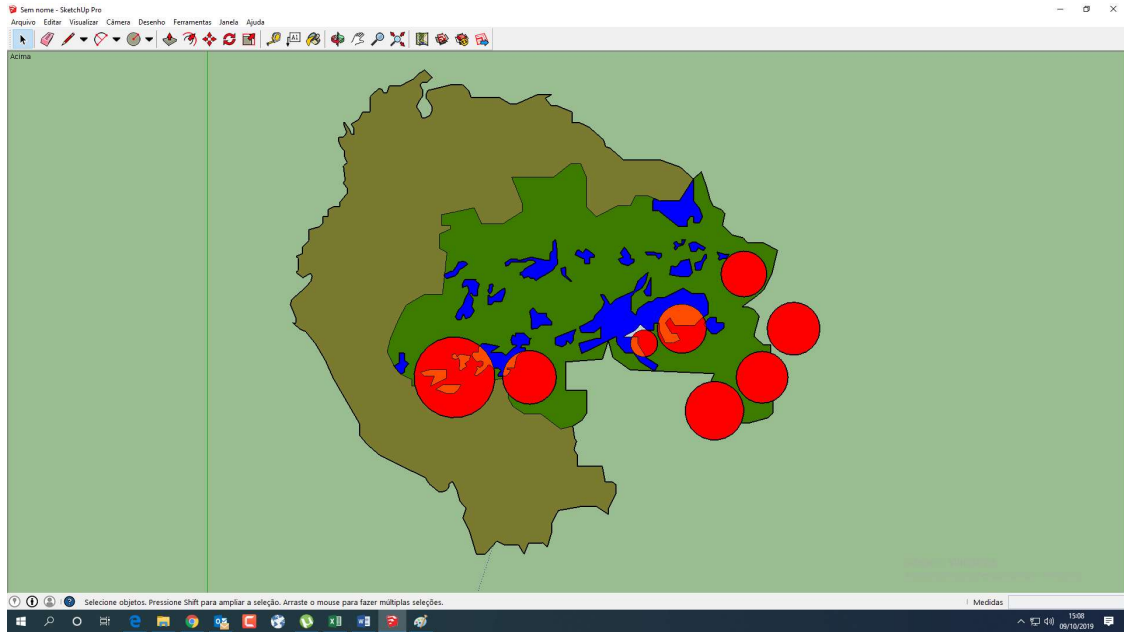 Sem nome - SketchUp Pro
Arquivo Editar Visualizar Câmera Desenho Ferramentas Janela Ajuda
A1
Acima
Selecione objetos. Pressione Shift para ampliar a seleção. Arraste o mouse para fazer múltiplas seleções.
Medidas
15:08
09/10/2019